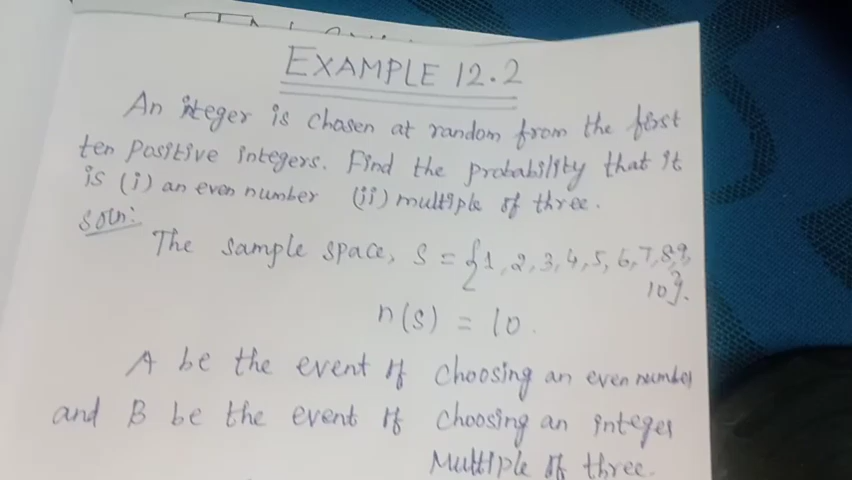 EXAMPLE 12.2
An integer is chosen at random from the first
ten positive integers. Find the probability that it
is (i) an even number (ii) multiple of three.
Soln:
The sample space, S = {1, 2, 3, 4, 5, 6, 7, 8, 9,
10}.
n(S) = 10.
A be the event of choosing an even number
and B be the event of choosing an integer
Multiple of three.